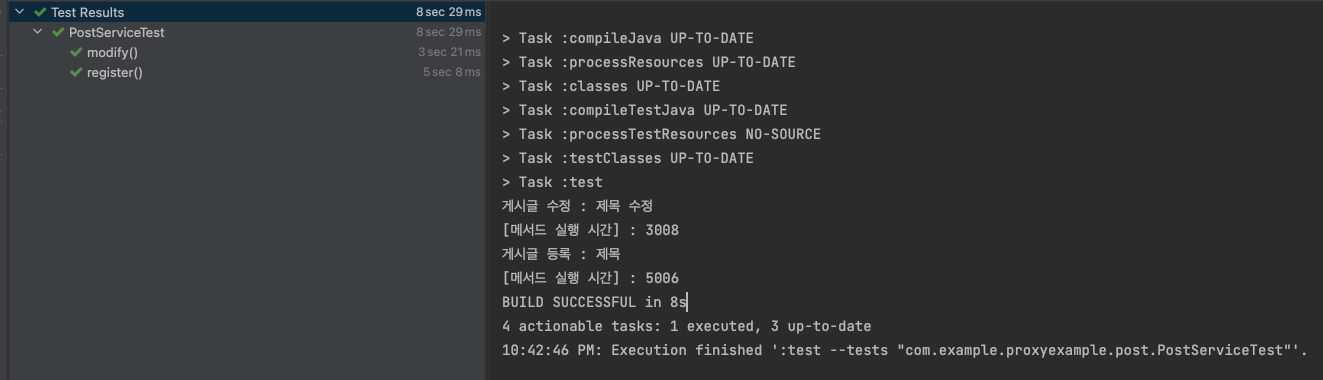 Test Results 8 sec 29 ms
PostServiceTest 8 sec 29 ms
modify() 3 sec 21 ms
register() 5 sec 8 ms
> Task :compileJava UP-TO-DATE
> Task :processResources UP-TO-DATE
> Task :classes UP-TO-DATE
> Task :compileTestJava UP-TO-DATE
> Task :processTestResources NO-SOURCE
> Task :testClasses UP-TO-DATE
> Task :test
게시글 수정 : 제목 수정
[메서드 실행 시간] : 3008
게시글 등록 : 제목
[메서드 실행 시간] : 5006
BUILD SUCCESSFUL in 8s
4 actionable tasks: 1 executed, 3 up-to-date
10:42:46 PM: Execution finished ':test --tests "com.example.proxyexample.post.PostServiceTest"'.